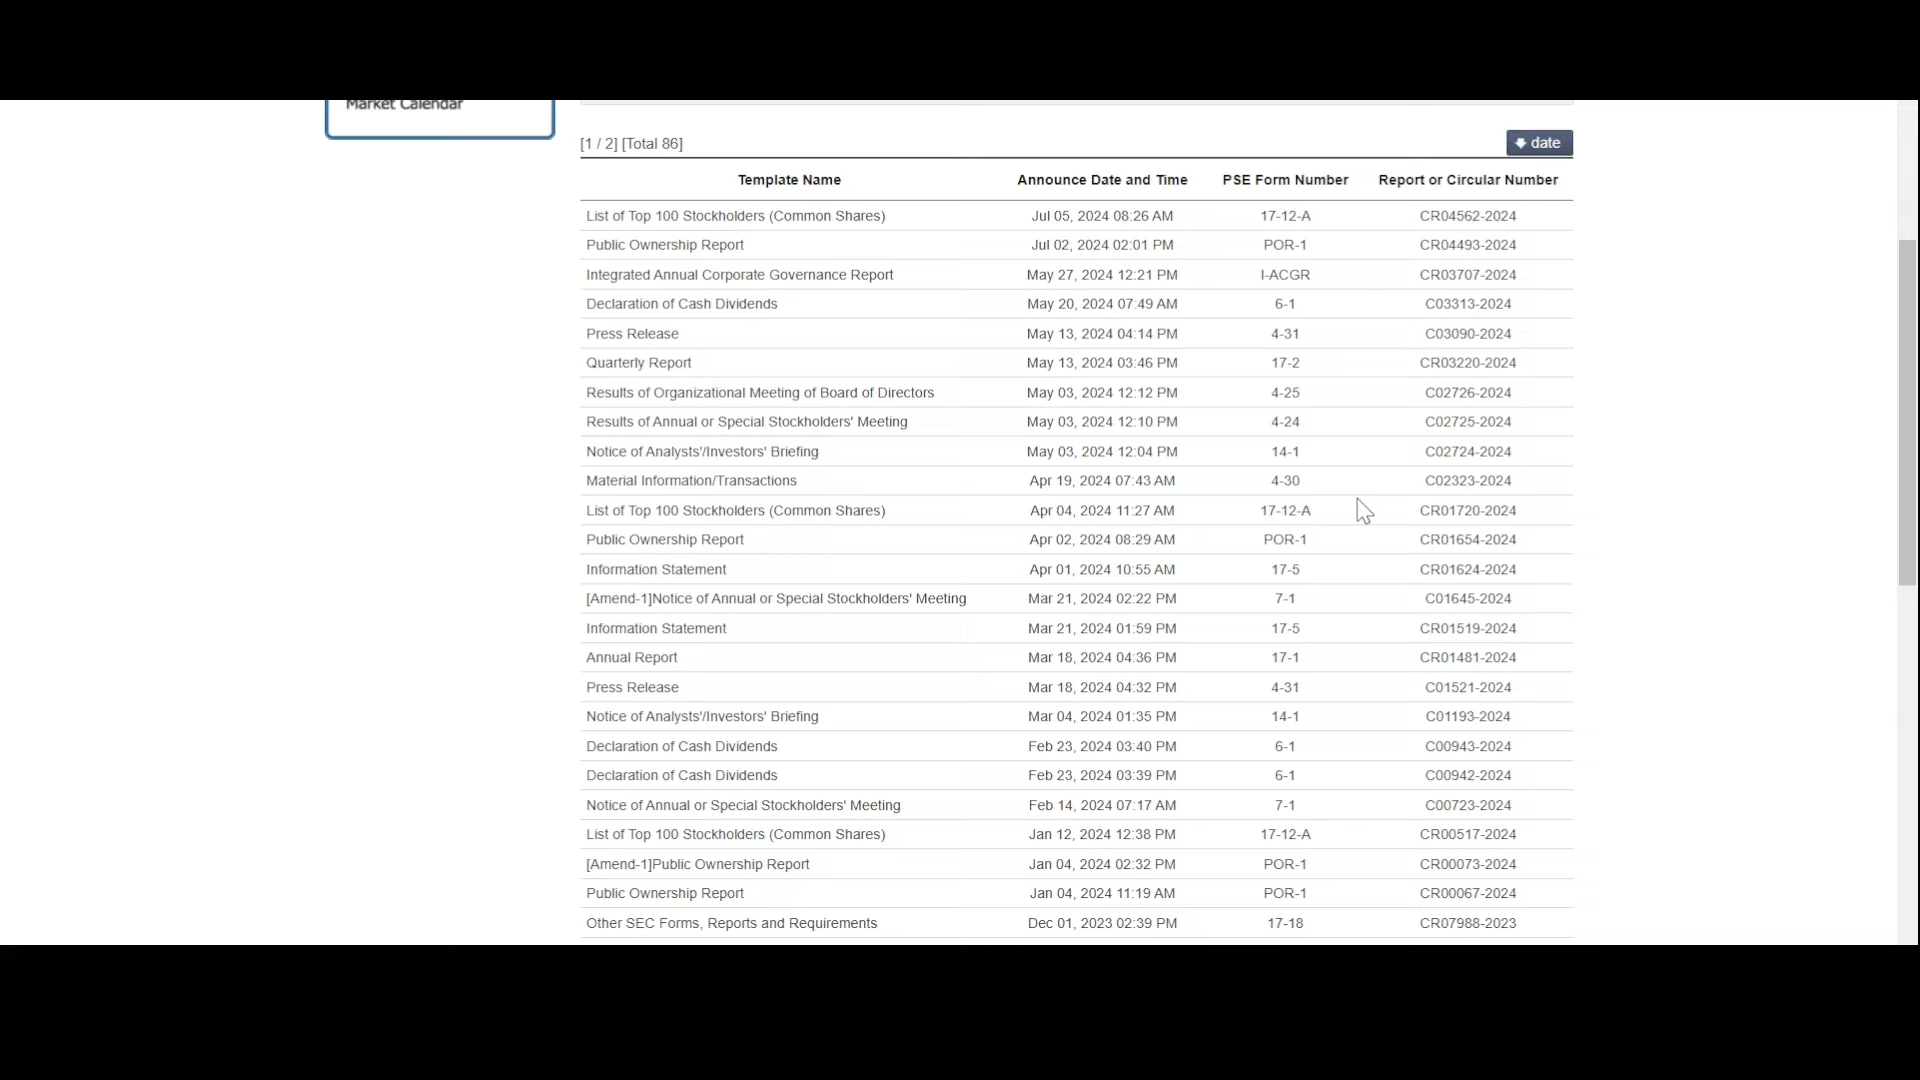 Market Calendar
[1 / 2] [Total 86] date
Template Name Announce Date and Time PSE Form Number Report or Circular Number
List of Top 100 Stockholders (Common Shares) Jul 05, 2024 08:26 AM 17-12-A CR04562-2024
Public Ownership Report Jul 02, 2024 02:01 PM POR-1 CR04493-2024
Integrated Annual Corporate Governance Report May 27, 2024 12:21 PM I-ACGR CR03707-2024
Declaration of Cash Dividends May 20, 2024 07:49 AM 6-1 C03313-2024
Press Release May 13, 2024 04:14 PM 4-31 C03090-2024
Quarterly Report May 13, 2024 03:46 PM 17-2 CR03220-2024
Results of Organizational Meeting of Board of Directors May 03, 2024 12:12 PM 4-25 C02726-2024
Results of Annual or Special Stockholders' Meeting May 03, 2024 12:10 PM 4-24 C02725-2024
Notice of Analysts'/Investors' Briefing May 03, 2024 12:04 PM 14-1 C02724-2024
Material Information/Transactions Apr 19, 2024 07:43 AM 4-30 C02323-2024
List of Top 100 Stockholders (Common Shares) Apr 04, 2024 11:27 AM 17-12-A CR01720-2024
Public Ownership Report Apr 02, 2024 08:29 AM POR-1 CR01654-2024
Information Statement Apr 01, 2024 10:55 AM 17-5 CR01624-2024
[Amend-1]Notice of Annual or Special Stockholders' Meeting Mar 21, 2024 02:22 PM 7-1 C01645-2024
Information Statement Mar 21, 2024 01:59 PM 17-5 CR01519-2024
Annual Report Mar 18, 2024 04:36 PM 17-1 CR01481-2024
Press Release Mar 18, 2024 04:32 PM 4-31 C01521-2024
Notice of Analysts'/Investors' Briefing Mar 04, 2024 01:35 PM 14-1 C01193-2024
Declaration of Cash Dividends Feb 23, 2024 03:40 PM 6-1 C00943-2024
Declaration of Cash Dividends Feb 23, 2024 03:39 PM 6-1 C00942-2024
Notice of Annual or Special Stockholders' Meeting Feb 14, 2024 07:17 AM 7-1 C00723-2024
List of Top 100 Stockholders (Common Shares) Jan 12, 2024 12:38 PM 17-12-A CR00517-2024
[Amend-1]Public Ownership Report Jan 04, 2024 02:32 PM POR-1 CR00073-2024
Public Ownership Report Jan 04, 2024 11:19 AM POR-1 CR00067-2024
Other SEC Forms, Reports and Requirements Dec 01, 2023 02:39 PM 17-18 CR07988-2023